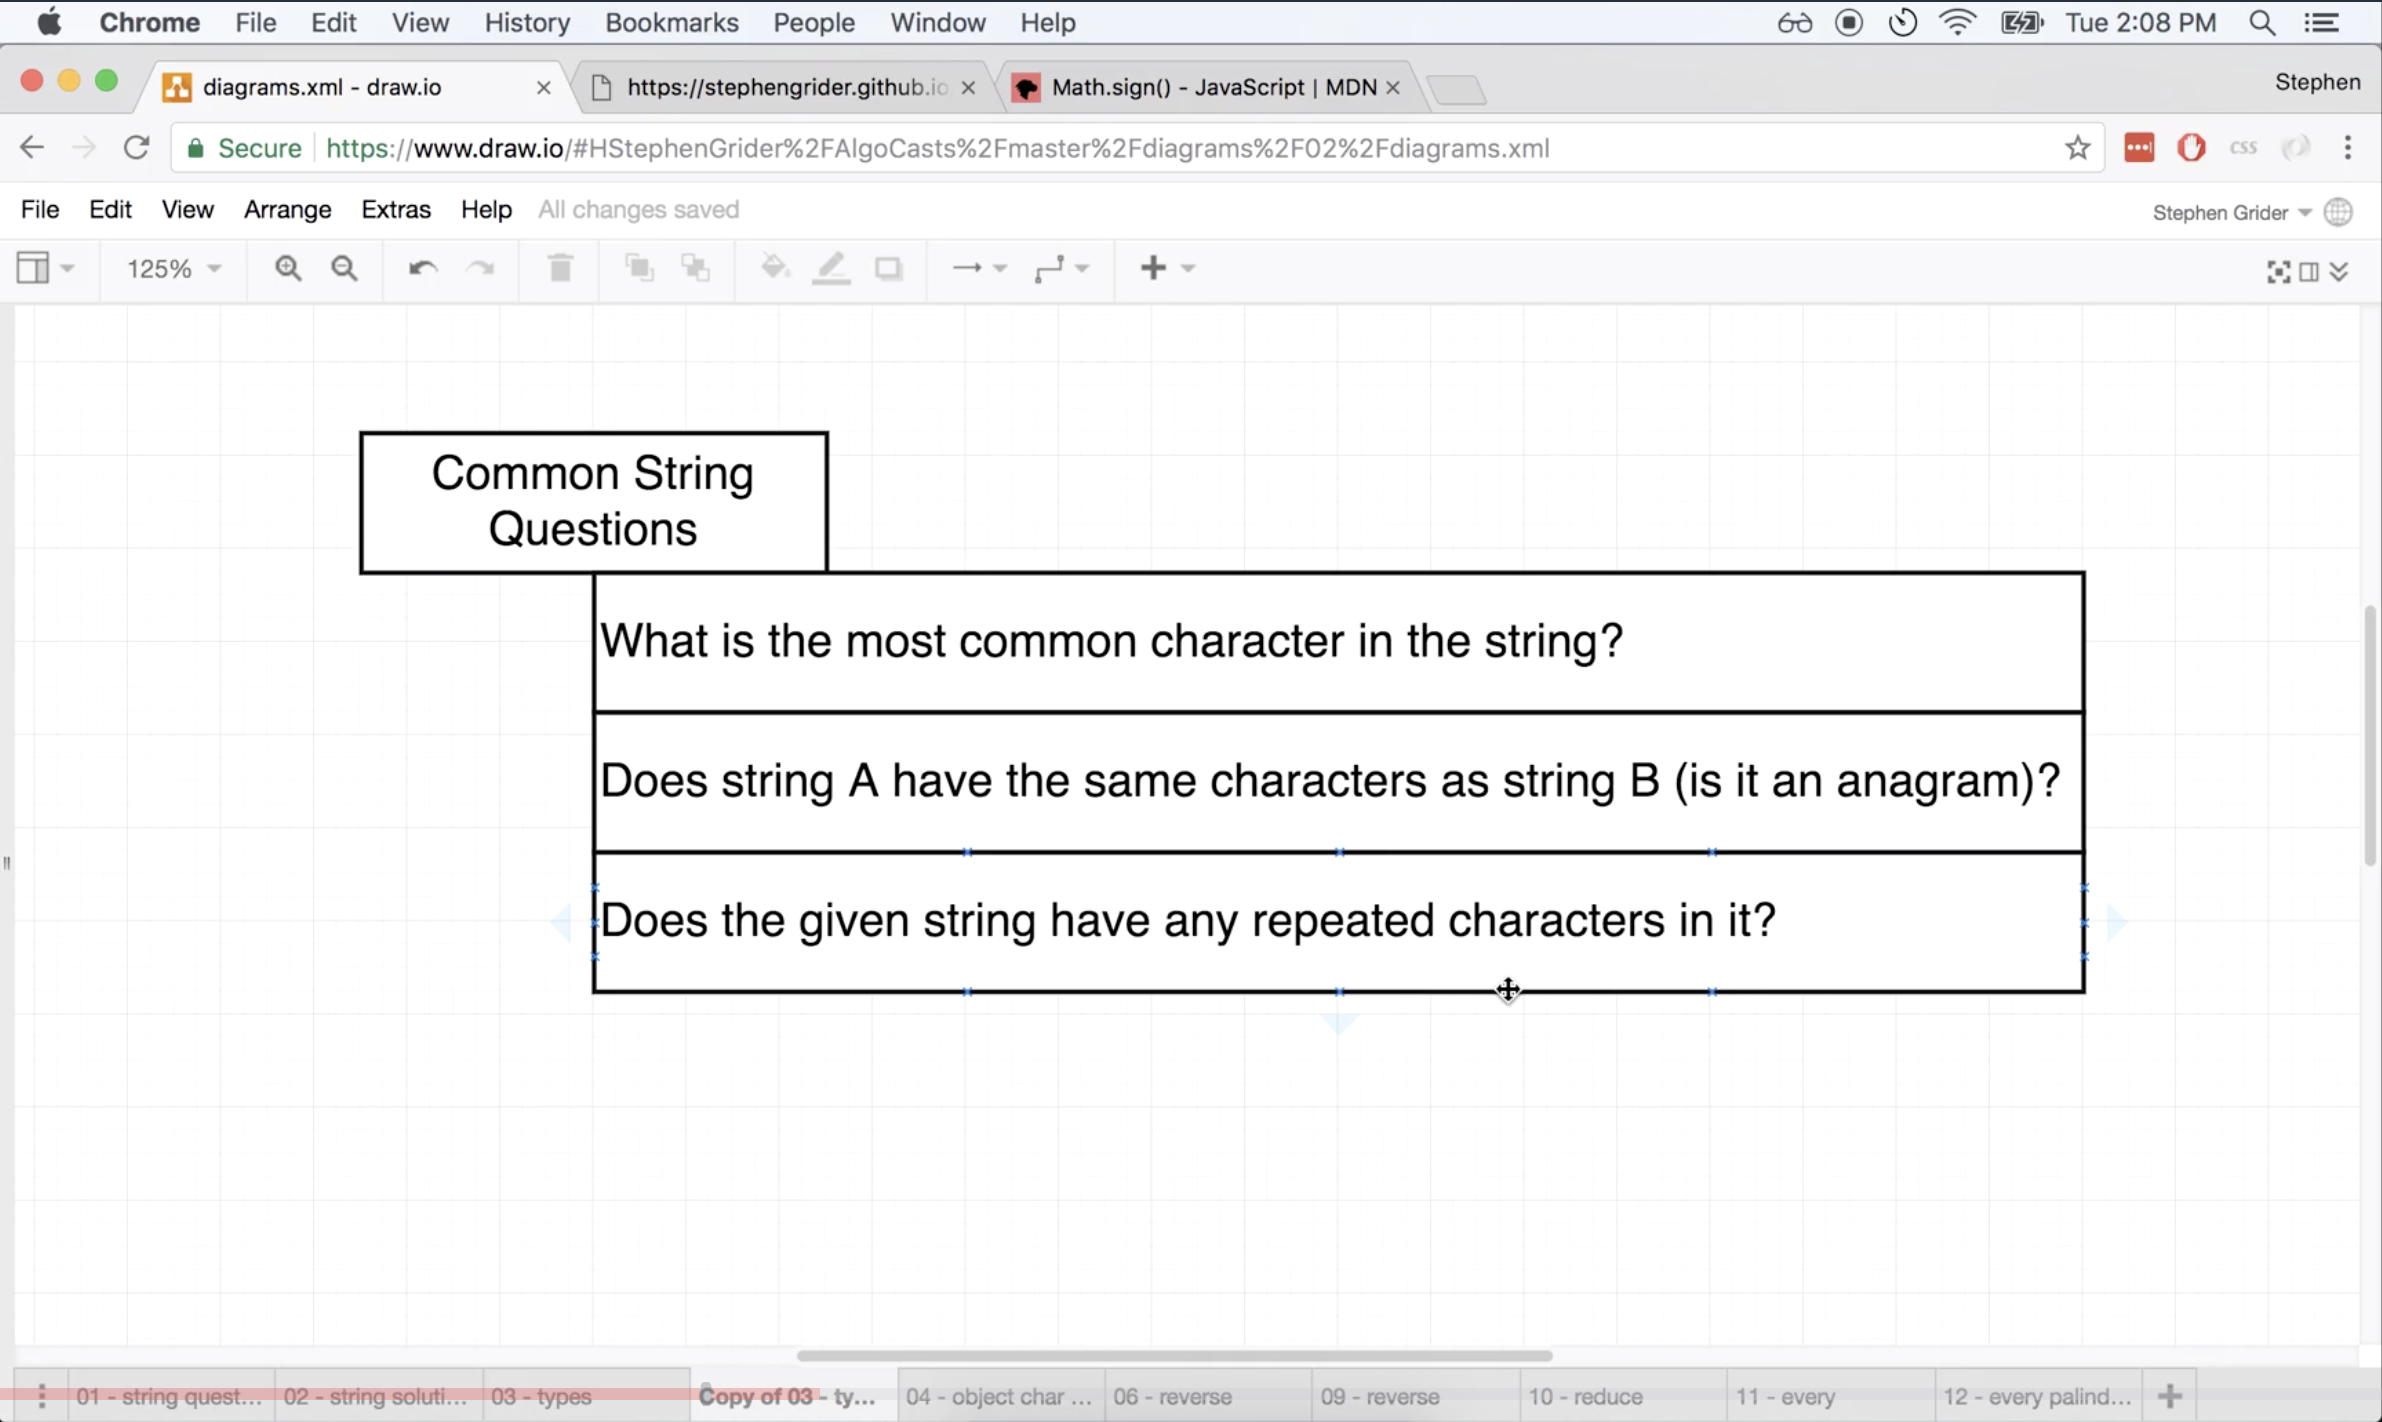 Chrome File Edit View History Bookmarks People Window Help Tue 2:08 PM
diagrams.xml - draw.io https://stephengrider.github.io Math.sign() - JavaScript | MDN Stephen
Secure https://www.draw.io/#HStephenGrider%2FAlgoCasts%2Fmaster%2Fdiagrams%2F02%2Fdiagrams.xml css
File Edit View Arrange Extras Help All changes saved Stephen Grider
125%
Common String
Questions
What is the most common character in the string?
Does string A have the same characters as string B (is it an anagram)?
Does the given string have any repeated characters in it?
01 - string quest... 02 - string soluti... 03 - types Copy of 03 - ty... 04 - object char ... 06 - reverse 09 - reverse 10 - reduce 11 - every 12 - every palind...